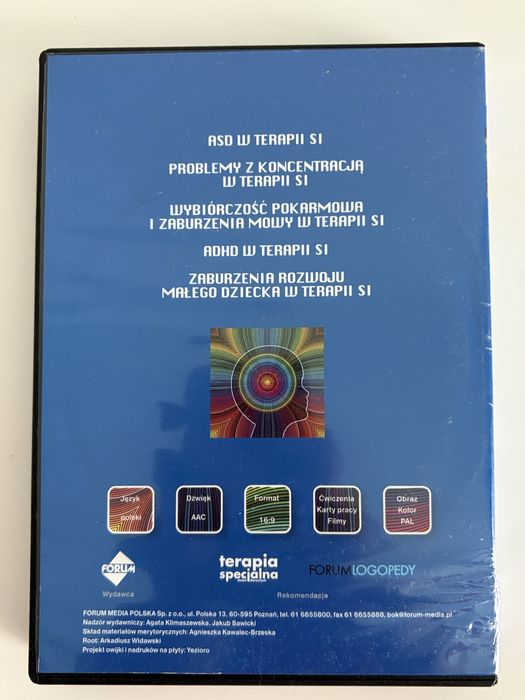 ASD W TERAPII SI
PROBLEMY Z KONCENTRACJĄ
W TERAPII SI
WYBIÓRCZOŚĆ POKARMOWA
I ZABURZENIA MOWY W TERAPII SI
ADHD W TERAPII SI
ZABURZENIA ROZWOJU
MAŁEGO DZIECKA W TERAPII SI
Język
polski
Dźwięk
AAC
Format
16:9
Ćwiczenia
Karty pracy
Filmy
Obraz
Kolor
PAL
FORUM
terapia
specjalna
FORUMLOGOPEDY
Wydawca
Rekomendacje
FORUM MEDIA POLSKA Sp. z o.o., ul. Polska 13, 60-595 Poznań, tel. 61 6655800, fax 61 6655888, bok@forum-media.pl
Nadzór wydawniczy: Agata Klimaszewska, Jakub Sawicki
Skład materiałów merytorycznych: Agnieszka Kawalec-Brzeska
Root: Arkadiusz Widawski
Projekt owijki i nadruków na płyty: Yezioro